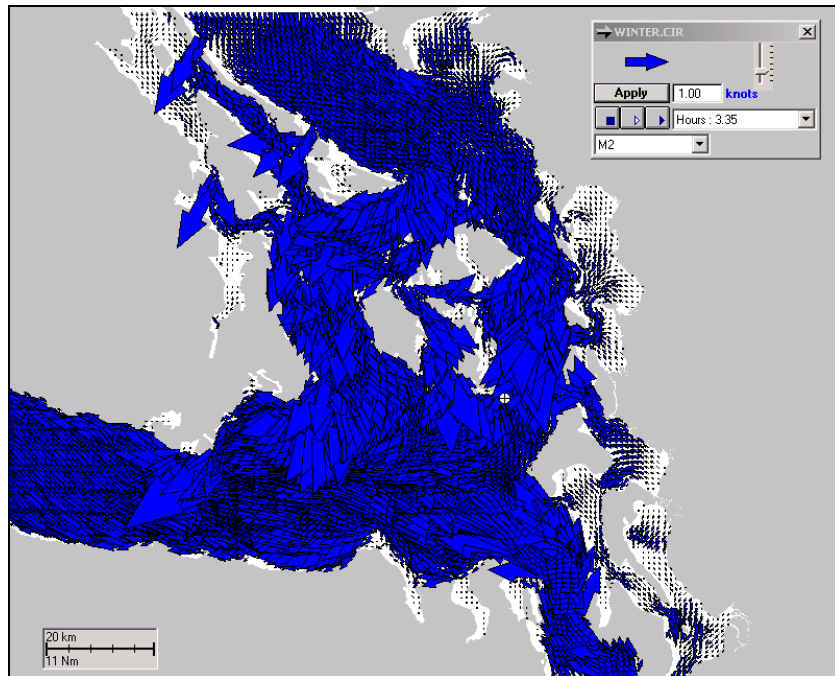 WINTER.CIR
Apply 1.00 knots
Hours : 3.35
M2
20 km
11 Nm